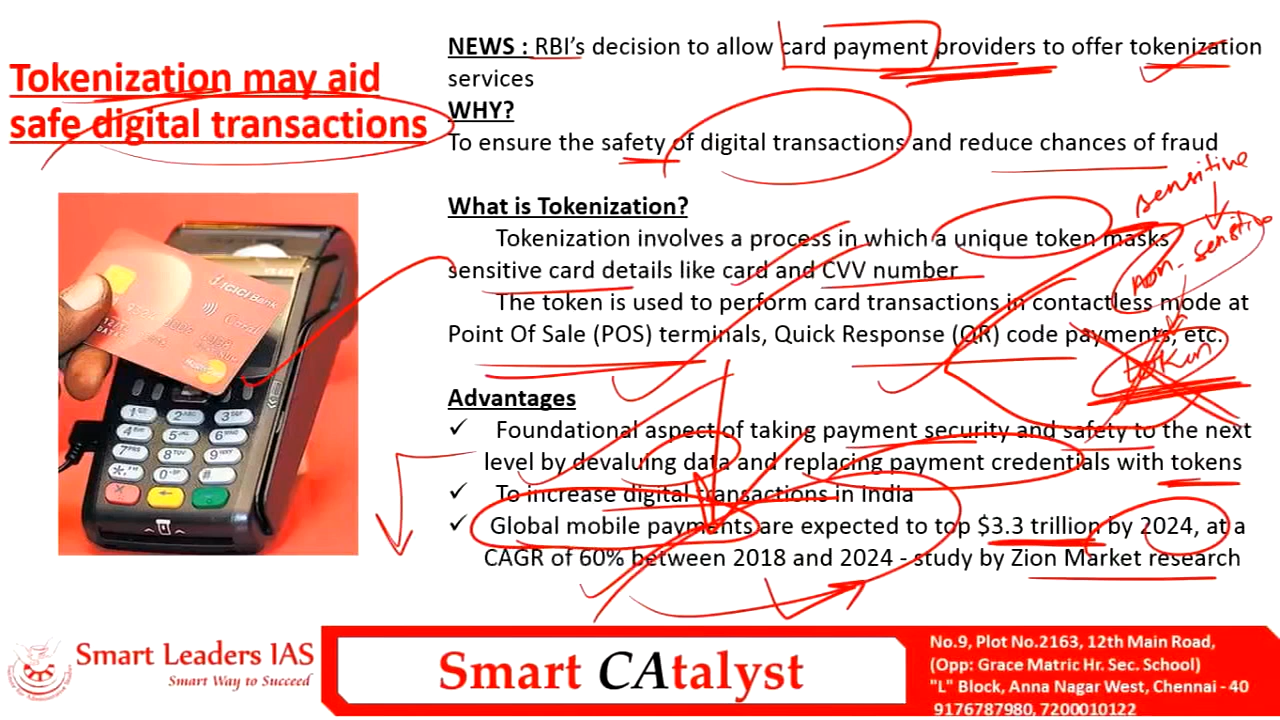 Tokenization may aid
safe digital transactions
NEWS : RBI's decision to allow card payment providers to offer tokenization
services
WHY?
To ensure the safety of digital transactions and reduce chances of fraud
What is Tokenization?
Tokenization involves a process in which a unique token masks
sensitive card details like card and CVV number
The token is used to perform card transactions in contactless mode at
Point Of Sale (POS) terminals, Quick Response (QR) code payments, etc.
sensitive
non-sensitive
Advantages
✓ Foundational aspect of taking payment security and safety to the next
level by devaluing data and replacing payment credentials with tokens
✓ To increase digital transactions in India
✓ Global mobile payments are expected to top $3.3 trillion by 2024, at a
CAGR of 60% between 2018 and 2024 - study by Zion Market research
ICICI Bank
Smart Leaders IAS
Smart Way to Succeed
Smart CAtalyst
No.9, Plot No.2163, 12th Main Road,
(Opp: Grace Matric Hr. Sec. School)
"L" Block, Anna Nagar West, Chennai - 40
9176787980, 7200010122